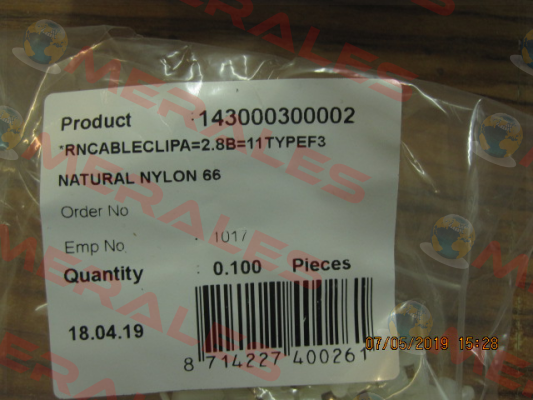 Product : 143000300002
*RNCABLECLIPA=2.8B=11TYPEF3
NATURAL NYLON 66
Order No
Emp No : 1017
Quantity : 0.100 Pieces
18.04.19
8 714227 400261
07/05/2019 15:28
MERALES